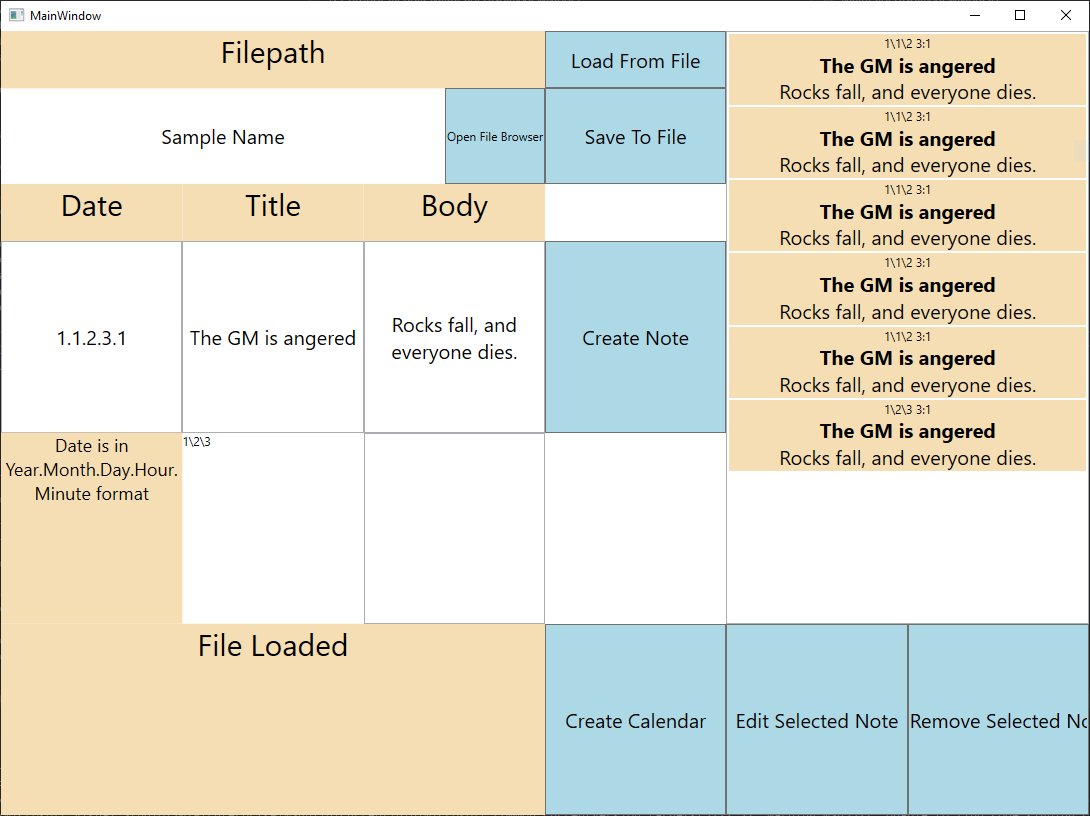 MainWindow
Filepath
Load From File
Sample Name
Open File Browser
Save To File
Date
Title
Body
1.1.2.3.1
The GM is angered
Rocks fall, and
everyone dies.
Create Note
Date is in
Year.Month.Day.Hour.
Minute format
1\2\3
File Loaded
Create Calendar
1\1\2 3:1
The GM is angered
Rocks fall, and everyone dies.
1\1\2 3:1
The GM is angered
Rocks fall, and everyone dies.
1\1\2 3:1
The GM is angered
Rocks fall, and everyone dies.
1\1\2 3:1
The GM is angered
Rocks fall, and everyone dies.
1\1\2 3:1
The GM is angered
Rocks fall, and everyone dies.
1\2\3 3:1
The GM is angered
Rocks fall, and everyone dies.
Edit Selected Note
Remove Selected No